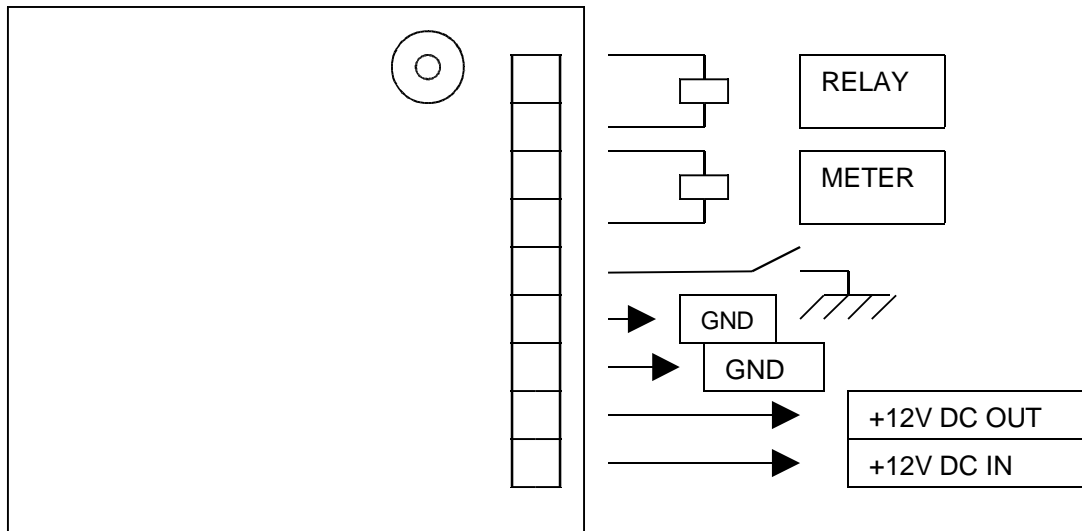 RELAY
METER
GND
GND
+12V DC OUT
+12V DC IN